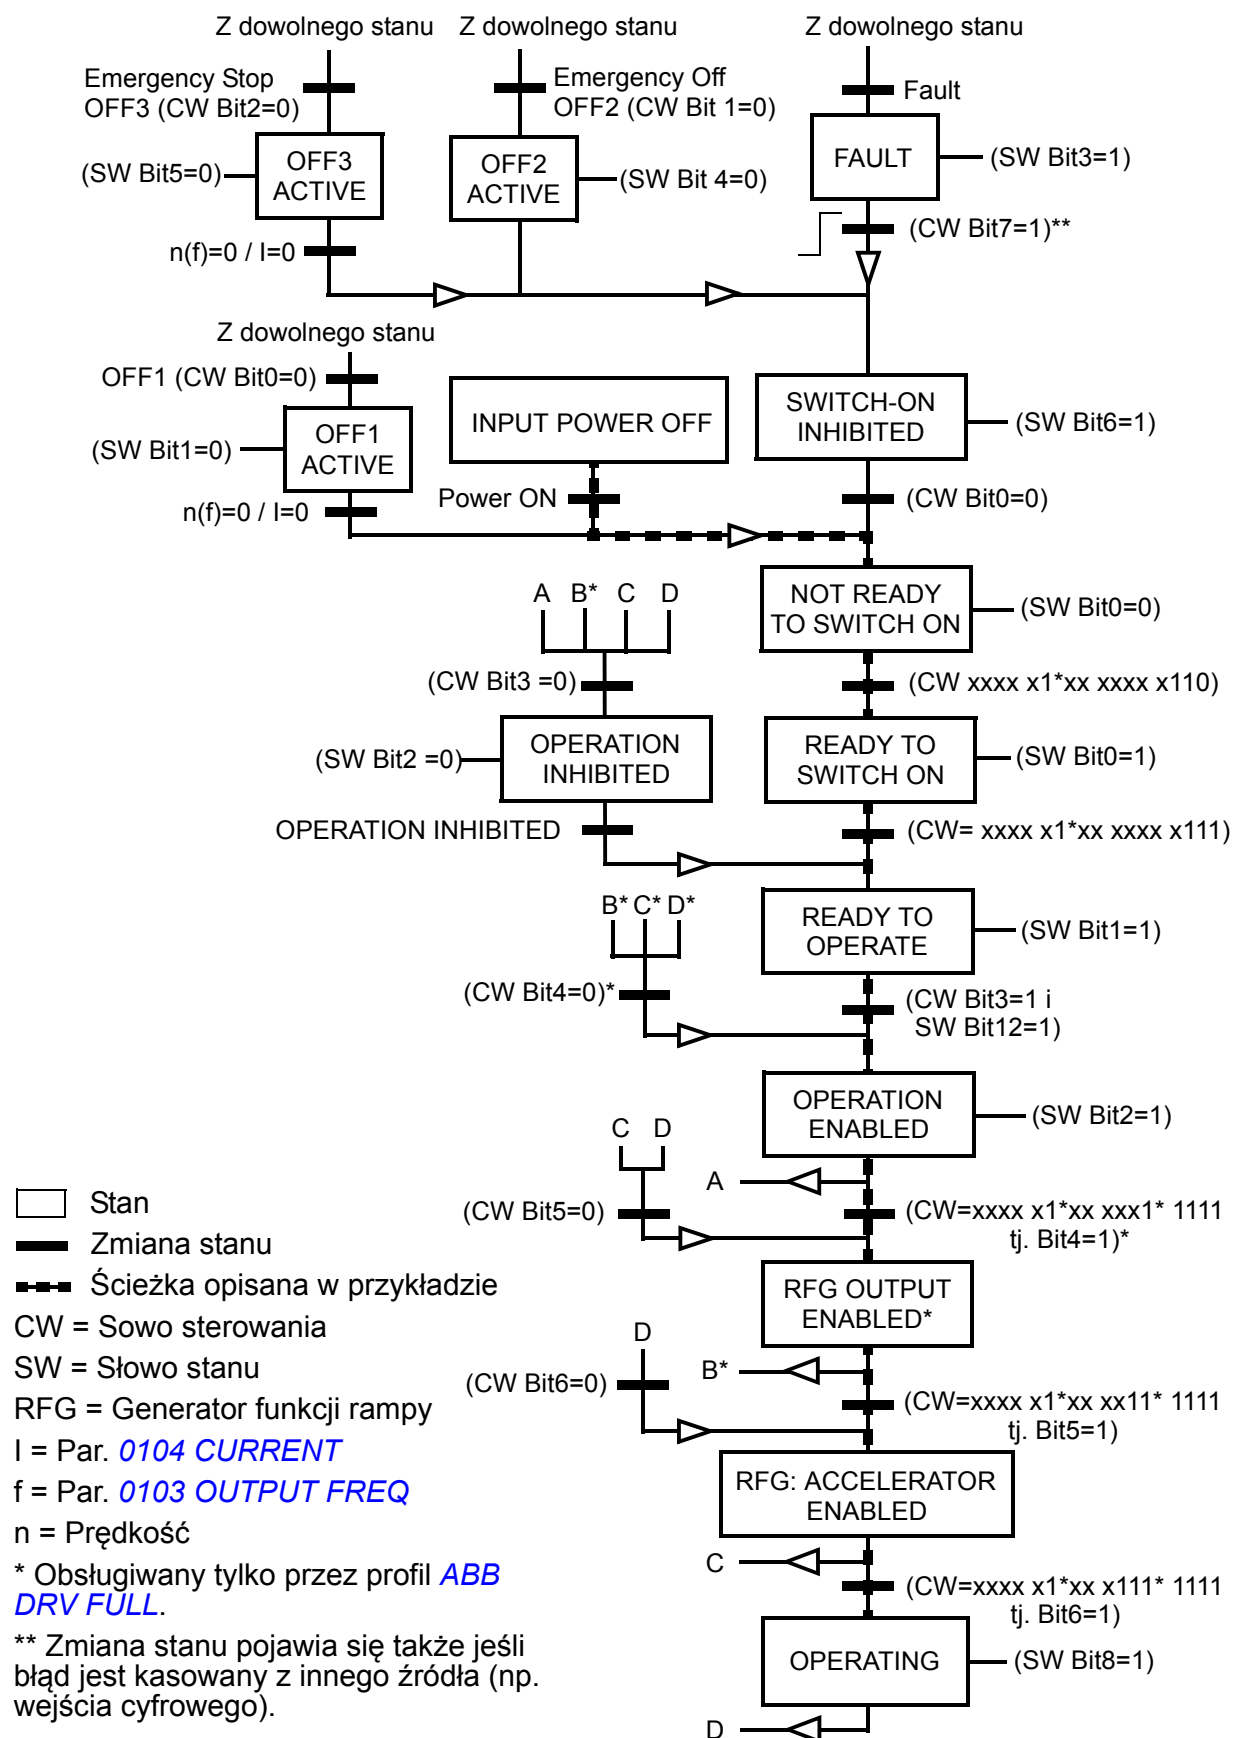 Z dowolnego stanu
Z dowolnego stanu
Z dowolnego stanu
Emergency Stop
OFF3 (CW Bit2=0)
Emergency Off
OFF2 (CW Bit 1=0)
Fault
OFF3
ACTIVE
(SW Bit5=0)
OFF2
ACTIVE
(SW Bit 4=0)
FAULT
(SW Bit3=1)
n(f)=0 / I=0
(CW Bit7=1)**
Z dowolnego stanu
OFF1 (CW Bit0=0)
OFF1
ACTIVE
(SW Bit1=0)
INPUT POWER OFF
SWITCH-ON
INHIBITED
(SW Bit6=1)
n(f)=0 / I=0
Power ON
(CW Bit0=0)
A B* C D
NOT READY
TO SWITCH ON
(SW Bit0=0)
(CW Bit3 =0)
(CW xxxx x1*xx xxxx x110)
(SW Bit2 =0)
OPERATION
INHIBITED
READY TO
SWITCH ON
(SW Bit0=1)
OPERATION INHIBITED
(CW= xxxx x1*xx xxxx x111)
B* C* D*
READY TO
OPERATE
(SW Bit1=1)
(CW Bit4=0)*
(CW Bit3=1 i
SW Bit12=1)
OPERATION
ENABLED
(SW Bit2=1)
C D
A
(CW Bit5=0)
(CW=xxxx x1*xx xxx1* 1111
tj. Bit4=1)*
RFG OUTPUT
ENABLED*
D
B*
(CW Bit6=0)
(CW=xxxx x1*xx xx11* 1111
tj. Bit5=1)
RFG: ACCELERATOR
ENABLED
C
(CW=xxxx x1*xx x111* 1111
tj. Bit6=1)
OPERATING
(SW Bit8=1)
D
Stan
Zmiana stanu
Ścieżka opisana w przykładzie
CW = Sowo sterowania
SW = Słowo stanu
RFG = Generator funkcji rampy
I = Par. 0104 CURRENT
f = Par. 0103 OUTPUT FREQ
n = Prędkość
* Obsługiwany tylko przez profil ABB
DRV FULL.
** Zmiana stanu pojawia się także jeśli
błąd jest kasowany z innego źródła (np.
wejścia cyfrowego).